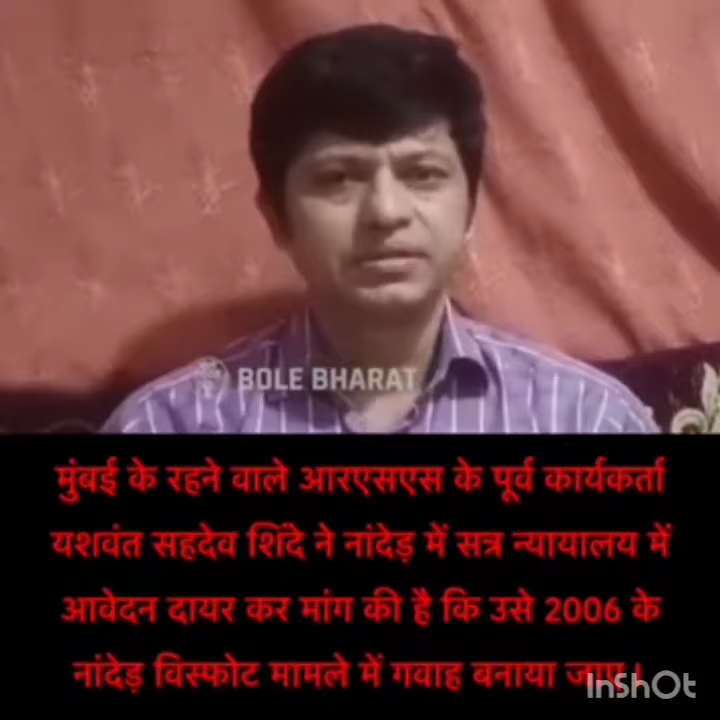 BOLE BHARAT
मुंबई के रहने वाले आरएसएस के पूर्व कार्यकर्ता
यशवंत सहदेव शिंदे ने नांदेड़ में सत्र न्यायालय में
आवेदन दायर कर मांग की है कि उसे 2006 के
नांदेड़ विस्फोट मामले में गवाह बनाया जाए।
InShOt